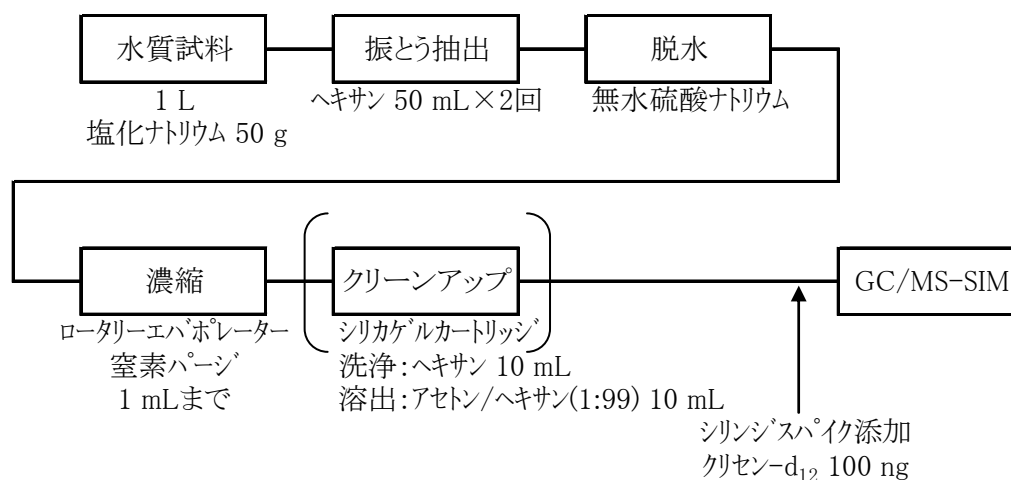 水質試料
振とう抽出
脱水
1 L
塩化ナトリウム 50 g
ヘキサン 50 mL×2回
無水硫酸ナトリウム
濃縮
クリーンアップ
GC/MS-SIM
ロータリーエバポレーター
窒素パージ
1 mLまで
シリカゲルカートリッジ
洗浄:ヘキサン 10 mL
溶出:アセトン/ヘキサン(1:99) 10 mL
シリンジスパイク添加
クリセン-d₁₂ 100 ng